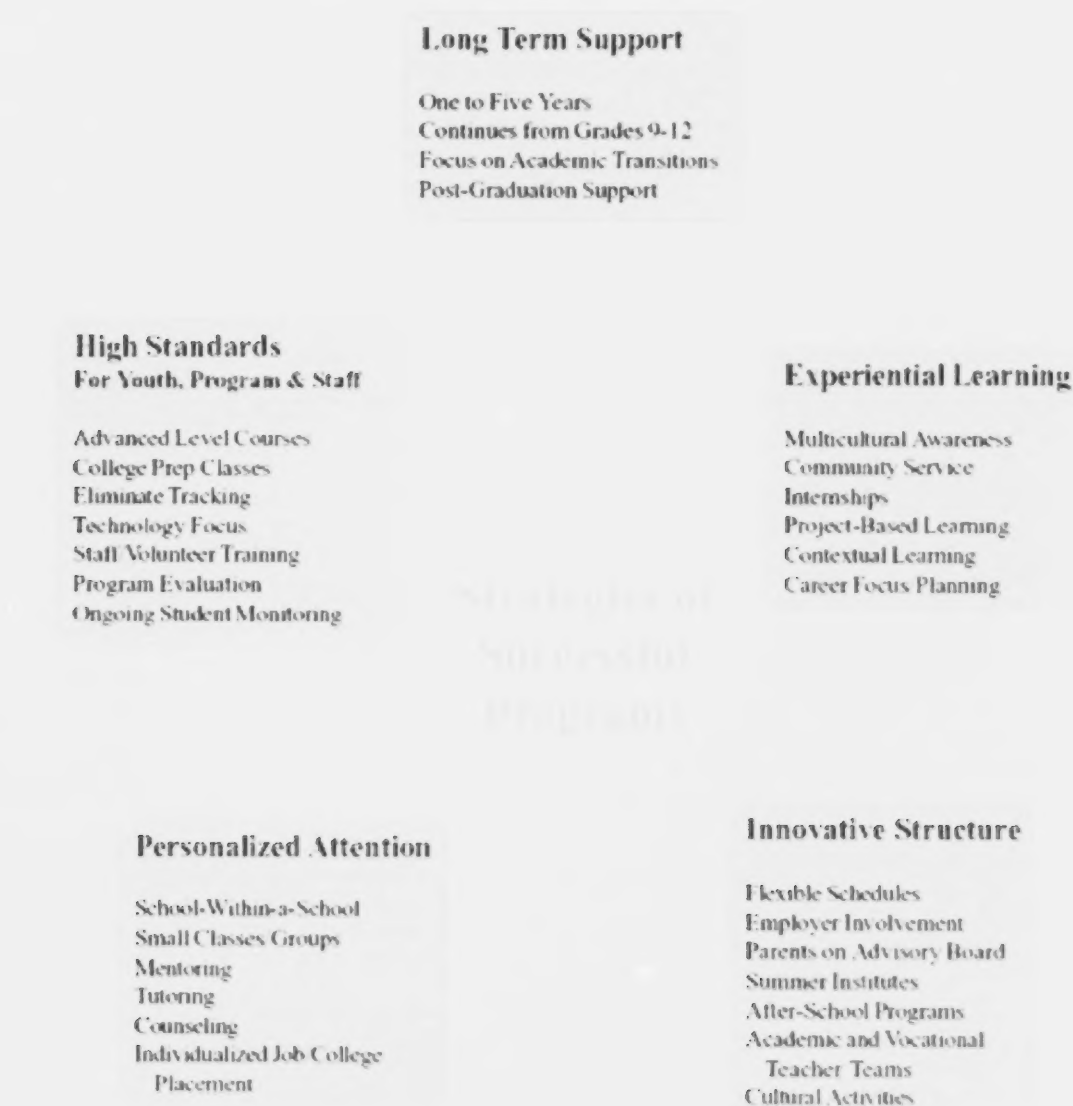 Long Term Support
One to Five Years
Continues from Grades 9-12
Focus on Academic Transitions
Post-Graduation Support
High Standards
For Youth, Program & Staff
Advanced Level Courses
College Prep Classes
Eliminate Tracking
Technology Focus
Staff Volunteer Training
Program Evaluation
Ongoing Student Monitoring
Experiential Learning
Multicultural Awareness
Community Service
Internships
Project-Based Learning
Contextual Learning
Career Focus Planning
Strategies of
Successful
Programs
Personalized Attention
School-Within-a-School
Small Classes Groups
Mentoring
Tutoring
Counseling
Individualized Job College
Placement
Innovative Structure
Flexible Schedules
Employer Involvement
Parents on Advisory Board
Summer Institutes
After-School Programs
Academic and Vocational
Teacher Teams
Cultural Activities